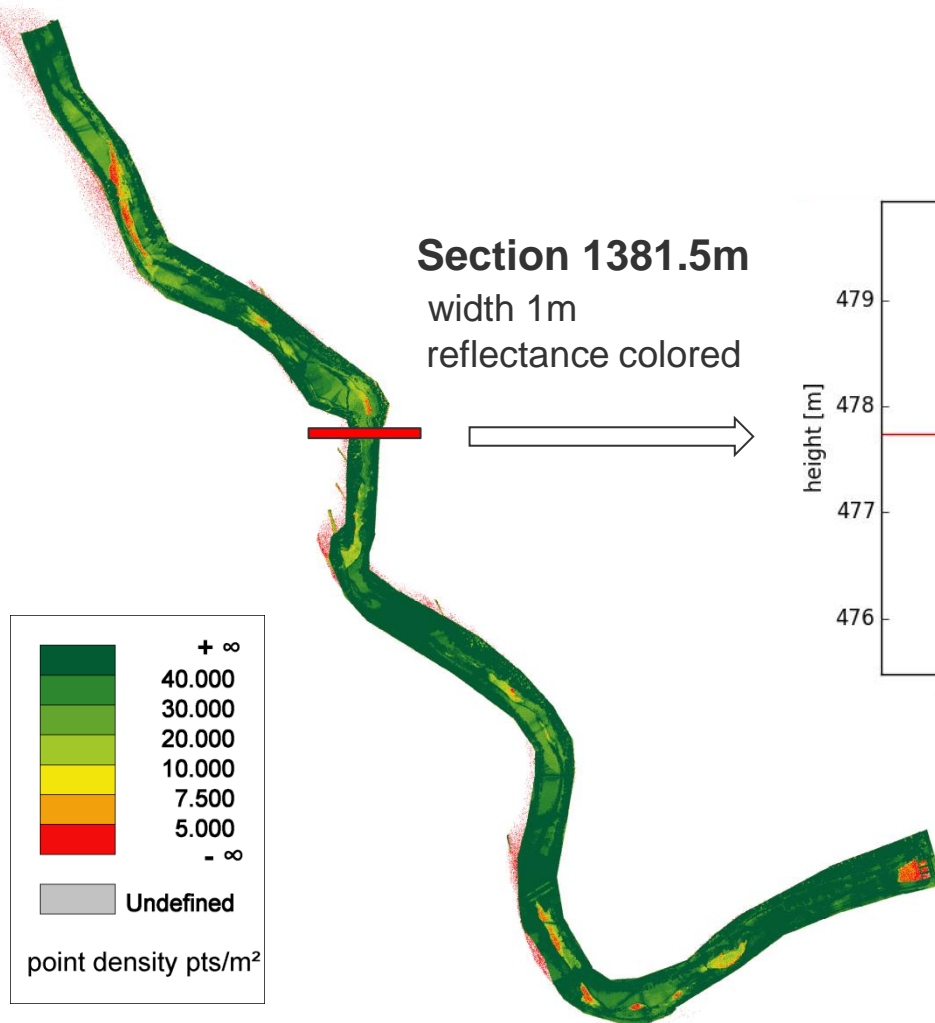 Section 1381.5m
width 1m
reflectance colored
479
478
477
476
height [m]
+ ∞
40.000
30.000
20.000
10.000
7.500
5.000
- ∞
Undefined
point density pts/m²